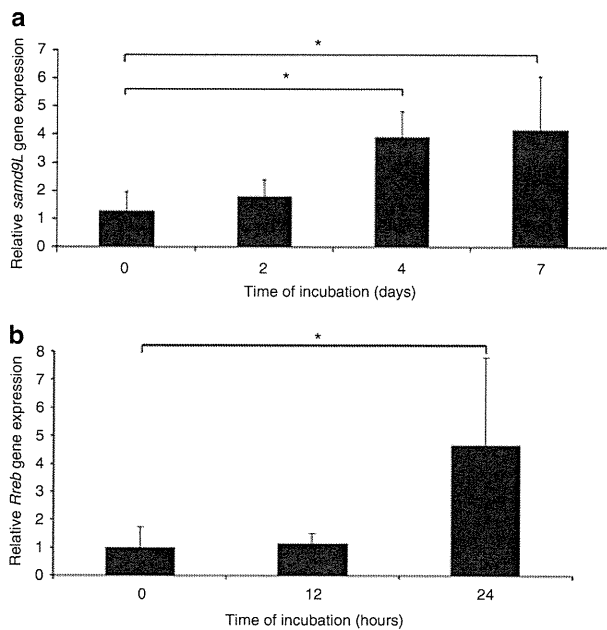 a
Relative samd9L gene expression
7
6
5
4
3
2
1
0
*
*
0 2 4 7
Time of incubation (days)
b
Relative Rreb gene expression
8
7
6
5
4
3
2
1
0
*
0 12 24
Time of incubation (hours)